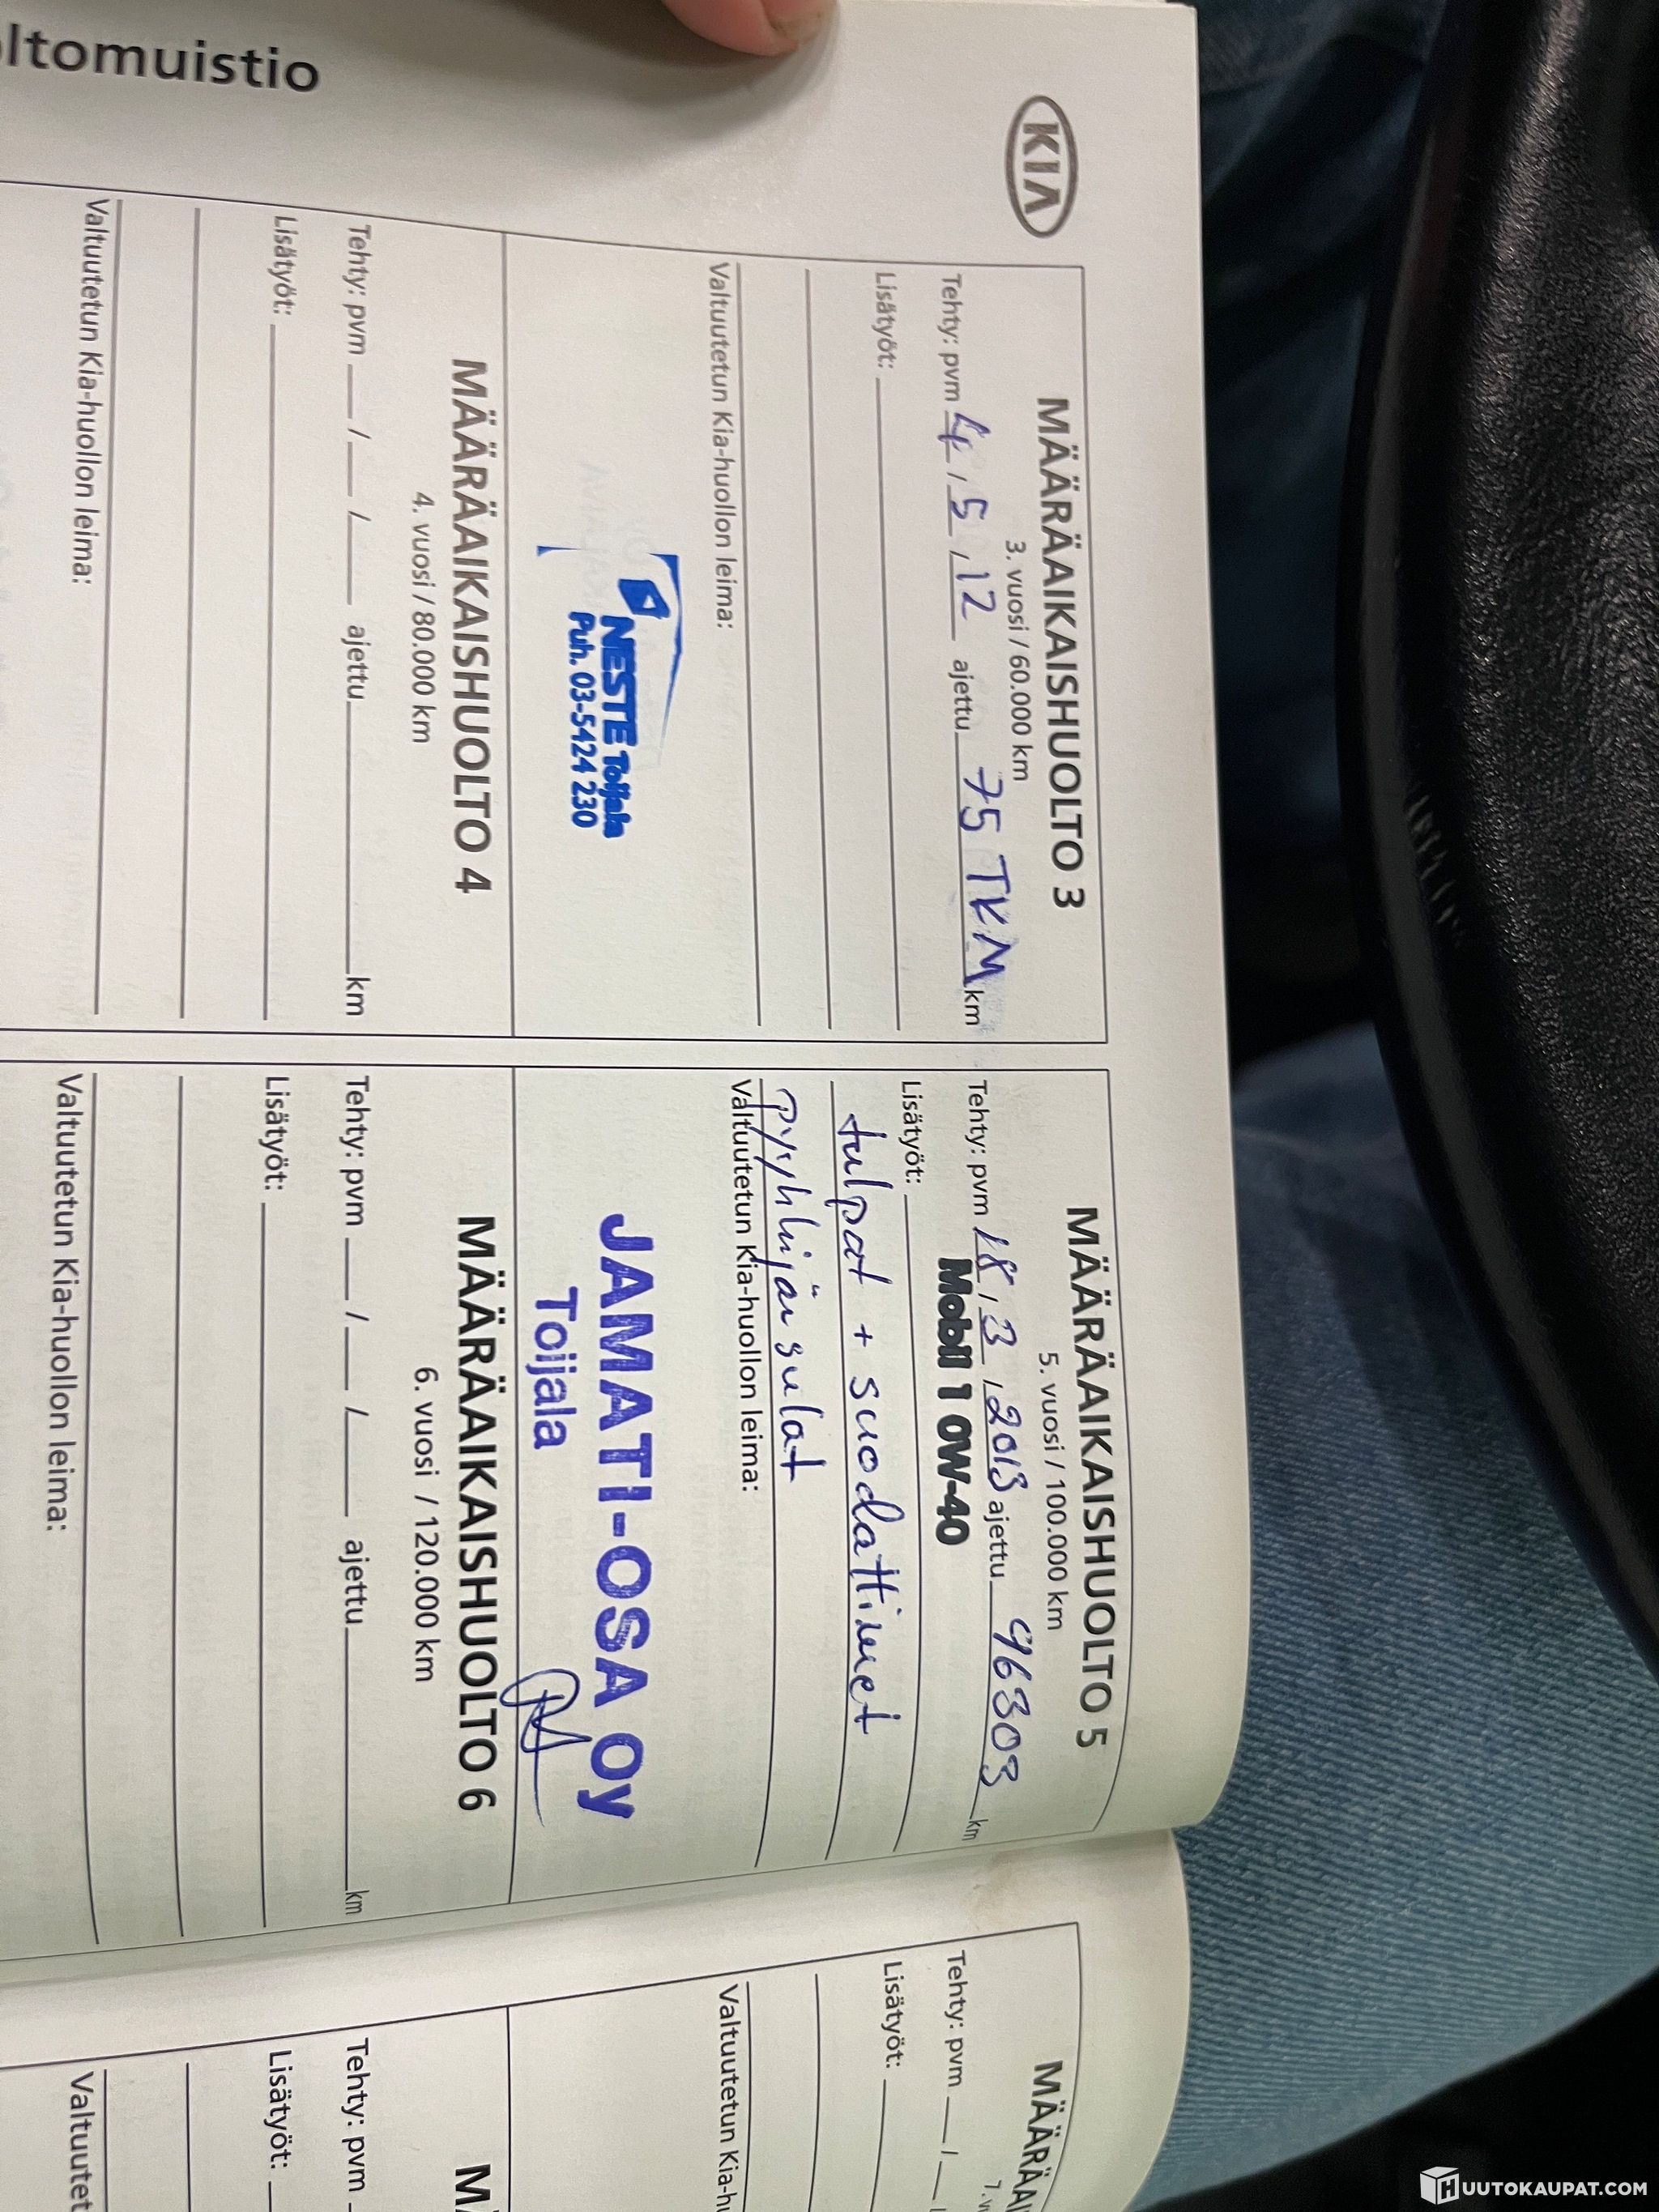 ltomuistio
KIA
MÄÄRÄAIKAISHUOLTO 3
3. vuosi / 60.000 km
Tehty: pvm 4 / 5 / 12 ajettu 75 TKM km
Lisätyöt:
Valtuutetun Kia-huollon leima:
NESTE Toijala
Puh. 03-5424 230
MÄÄRÄAIKAISHUOLTO 4
4. vuosi / 80.000 km
Tehty: pvm / / ajettu km
Lisätyöt:
Valtuutetun Kia-huollon leima:
MÄÄRÄAIKAISHUOLTO 5
5. vuosi / 100.000 km
Tehty: pvm 18 / 3 / 2013 ajettu 96303 km
Mobil 1 0W-40
Lisätyöt:
tulpat + suodattimet
pyyhkijän sulat
Valtuutetun Kia-huollon leima:
JAMATI-OSA Oy
Toijala
MÄÄRÄAIKAISHUOLTO 6
6. vuosi / 120.000 km
Tehty: pvm / / ajettu km
Lisätyöt:
Valtuutetun Kia-huollon leima:
MÄÄRÄAI
7. v
Tehty: pvm / /
Lisätyöt:
Valtuutetun Kia-hu
M
Tehty: pvm
Lisätyöt:
Valtuutet
HUUTOKAUPAT.COM